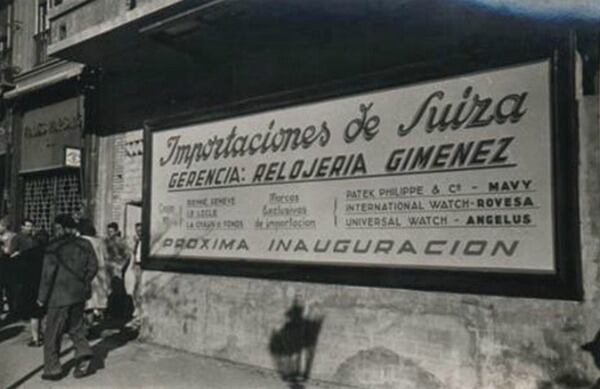 Importaciones de Suiza
GERENCIA: RELOJERIA GIMENEZ
BIENNE, GENEVE
LE LOCLE
LA CHAUX de FONDS
Marcas
Exclusivas
de importacion
PATEK PHILIPPE & Cº - MAVY
INTERNATIONAL WATCH - ROVESA
UNIVERSAL WATCH - ANGELUS
PROXIMA INAUGURACION